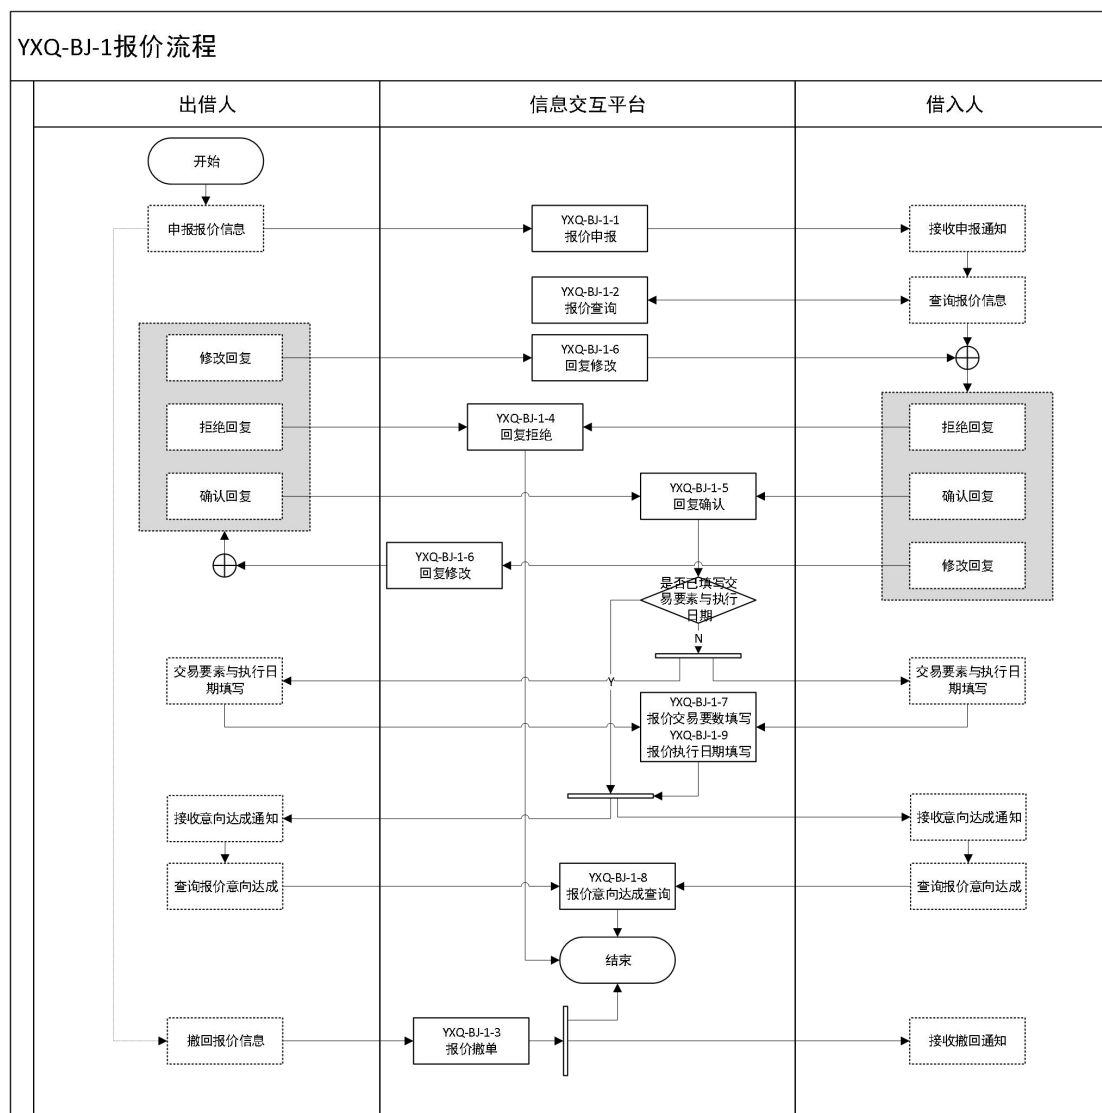 YXQ-BJ-1报价流程
出借人
信息交互平台
借入人
开始
申报报价信息
YXQ-BJ-1-1
报价申报
接收申报通知
YXQ-BJ-1-2
报价查询
查询报价信息
修改回复
YXQ-BJ-1-6
回复修改
拒绝回复
YXQ-BJ-1-4
回复拒绝
拒绝回复
确认回复
YXQ-BJ-1-5
回复确认
确认回复
YXQ-BJ-1-6
回复修改
修改回复
是否已填写交
易要素与执行
日期
N
交易要素与执行日
期填写
Y
交易要素与执行日
期填写
YXQ-BJ-1-7
报价交易要数填写
YXQ-BJ-1-9
报价执行日期填写
接收意向达成通知
接收意向达成通知
查询报价意向达成
YXQ-BJ-1-8
报价意向达成查询
查询报价意向达成
结束
撤回报价信息
YXQ-BJ-1-3
报价撤单
接收撤回通知